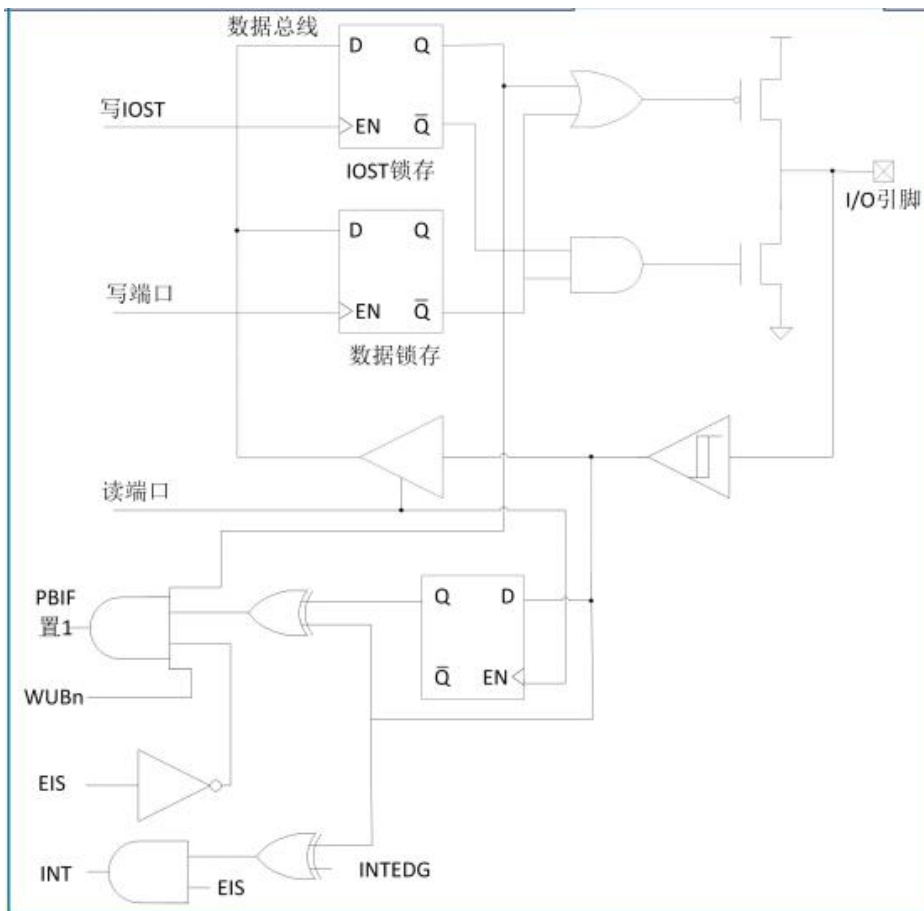 数据总线
D Q
写IOST
EN Q̅
IOST锁存
I/O引脚
D Q
写端口
EN Q̅
数据锁存
读端口
PBIF
置1
Q D
Q̅ EN
WUBn
EIS
INT
EIS
INTEDG